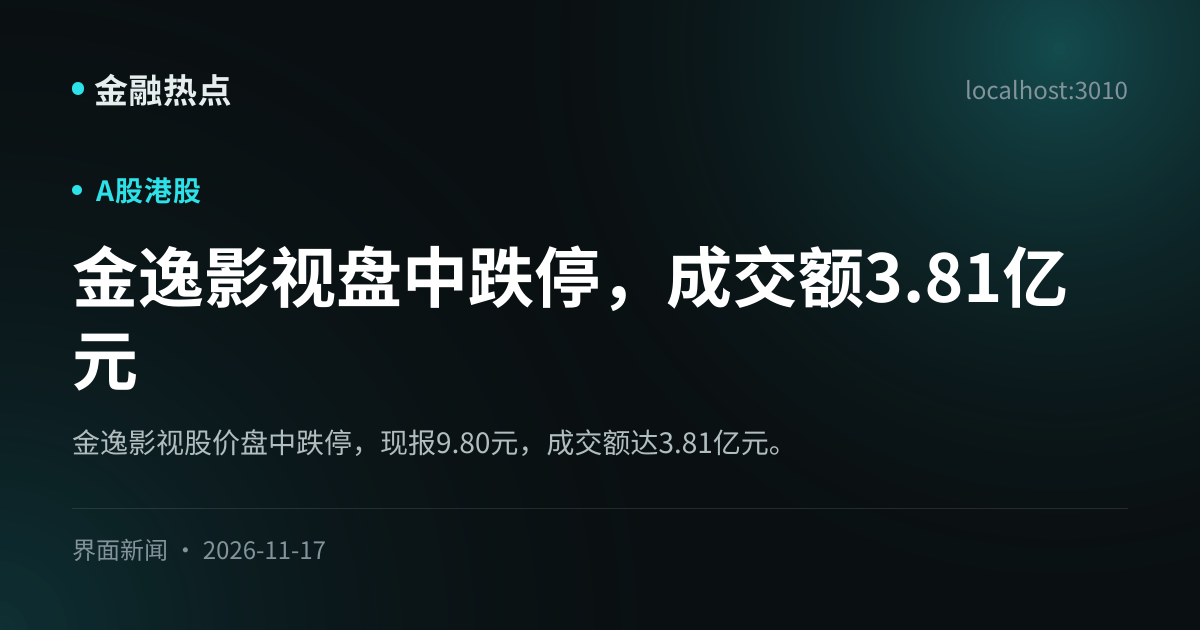 金融热点
localhost:3010
A股港股
金逸影视盘中跌停，成交额3.81亿
元
金逸影视股价盘中跌停，现报9.80元，成交额达3.81亿元。
界面新闻 · 2026-11-17